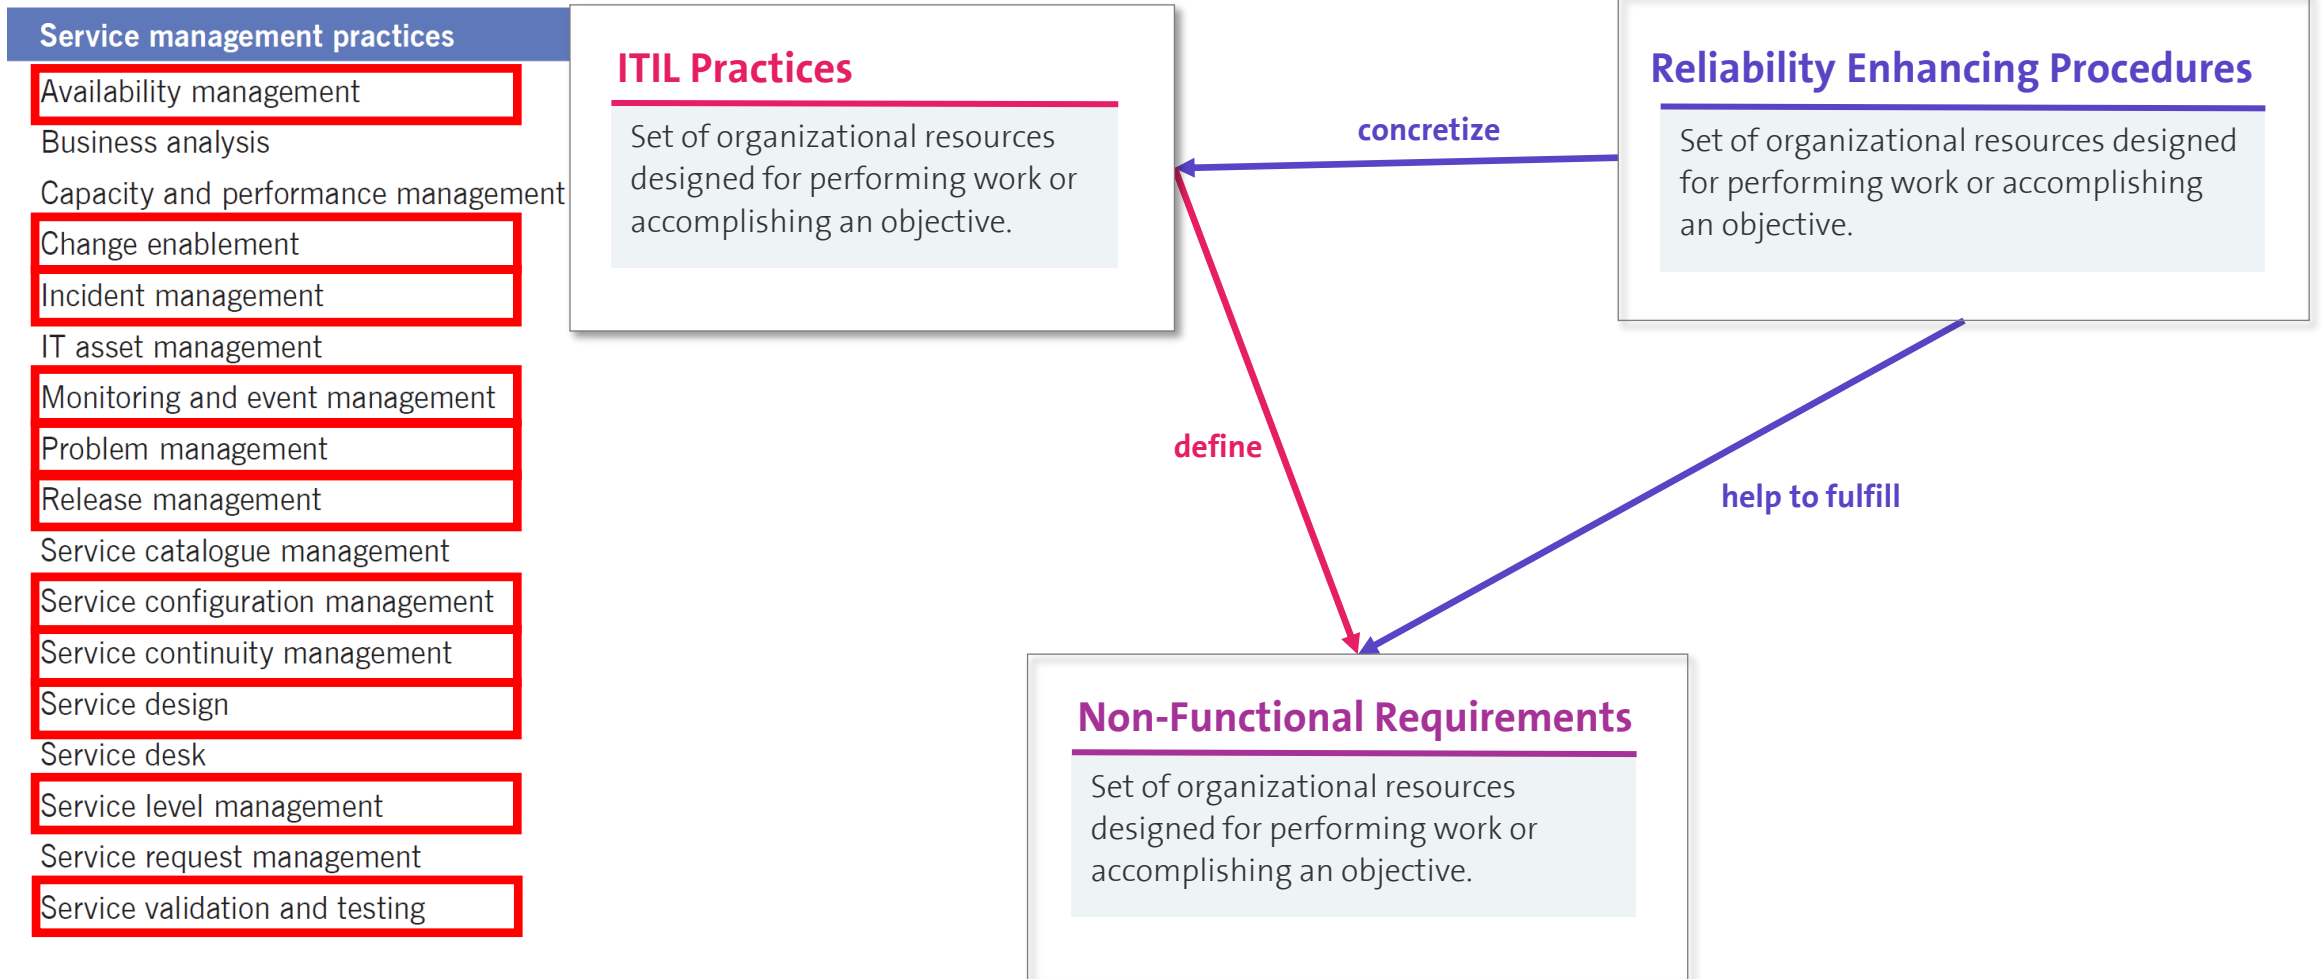 Service management practices
Availability management
Business analysis
Capacity and performance management
Change enablement
Incident management
IT asset management
Monitoring and event management
Problem management
Release management
Service catalogue management
Service configuration management
Service continuity management
Service design
Service desk
Service level management
Service request management
Service validation and testing
ITIL Practices
Set of organizational resources
designed for performing work or
accomplishing an objective.
concretize
Reliability Enhancing Procedures
Set of organizational resources designed
for performing work or accomplishing
an objective.
define
help to fulfill
Non-Functional Requirements
Set of organizational resources
designed for performing work or
accomplishing an objective.